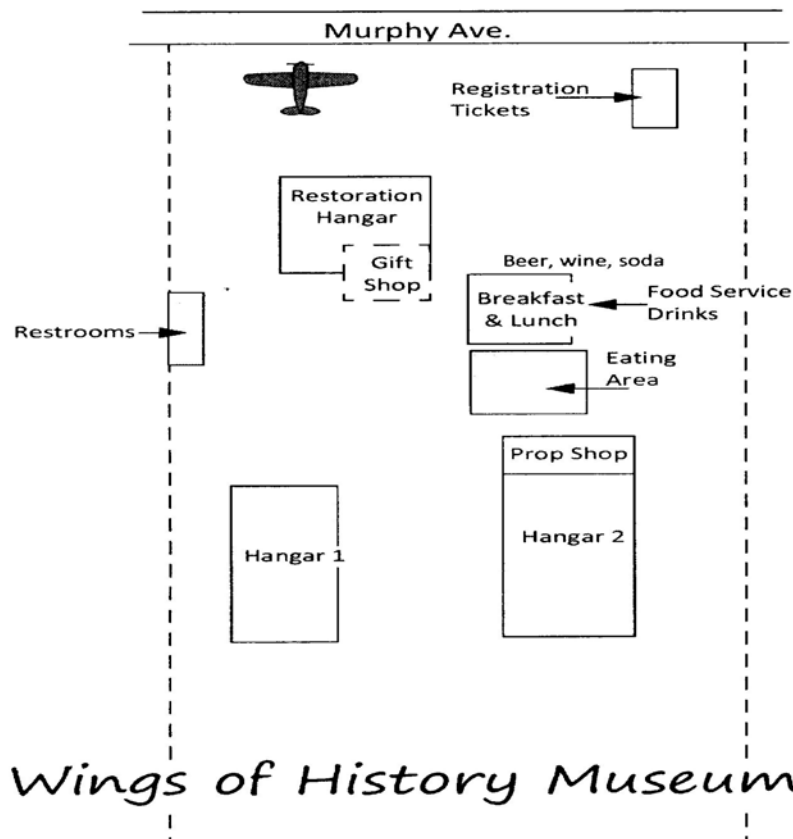 Murphy Ave.
Registration
Tickets
Restoration
Hangar
Gift
Shop
Beer, wine, soda
Breakfast
& Lunch
Food Service
Drinks
Restrooms
Eating
Area
Prop Shop
Hangar 1
Hangar 2
Wings of History Museum